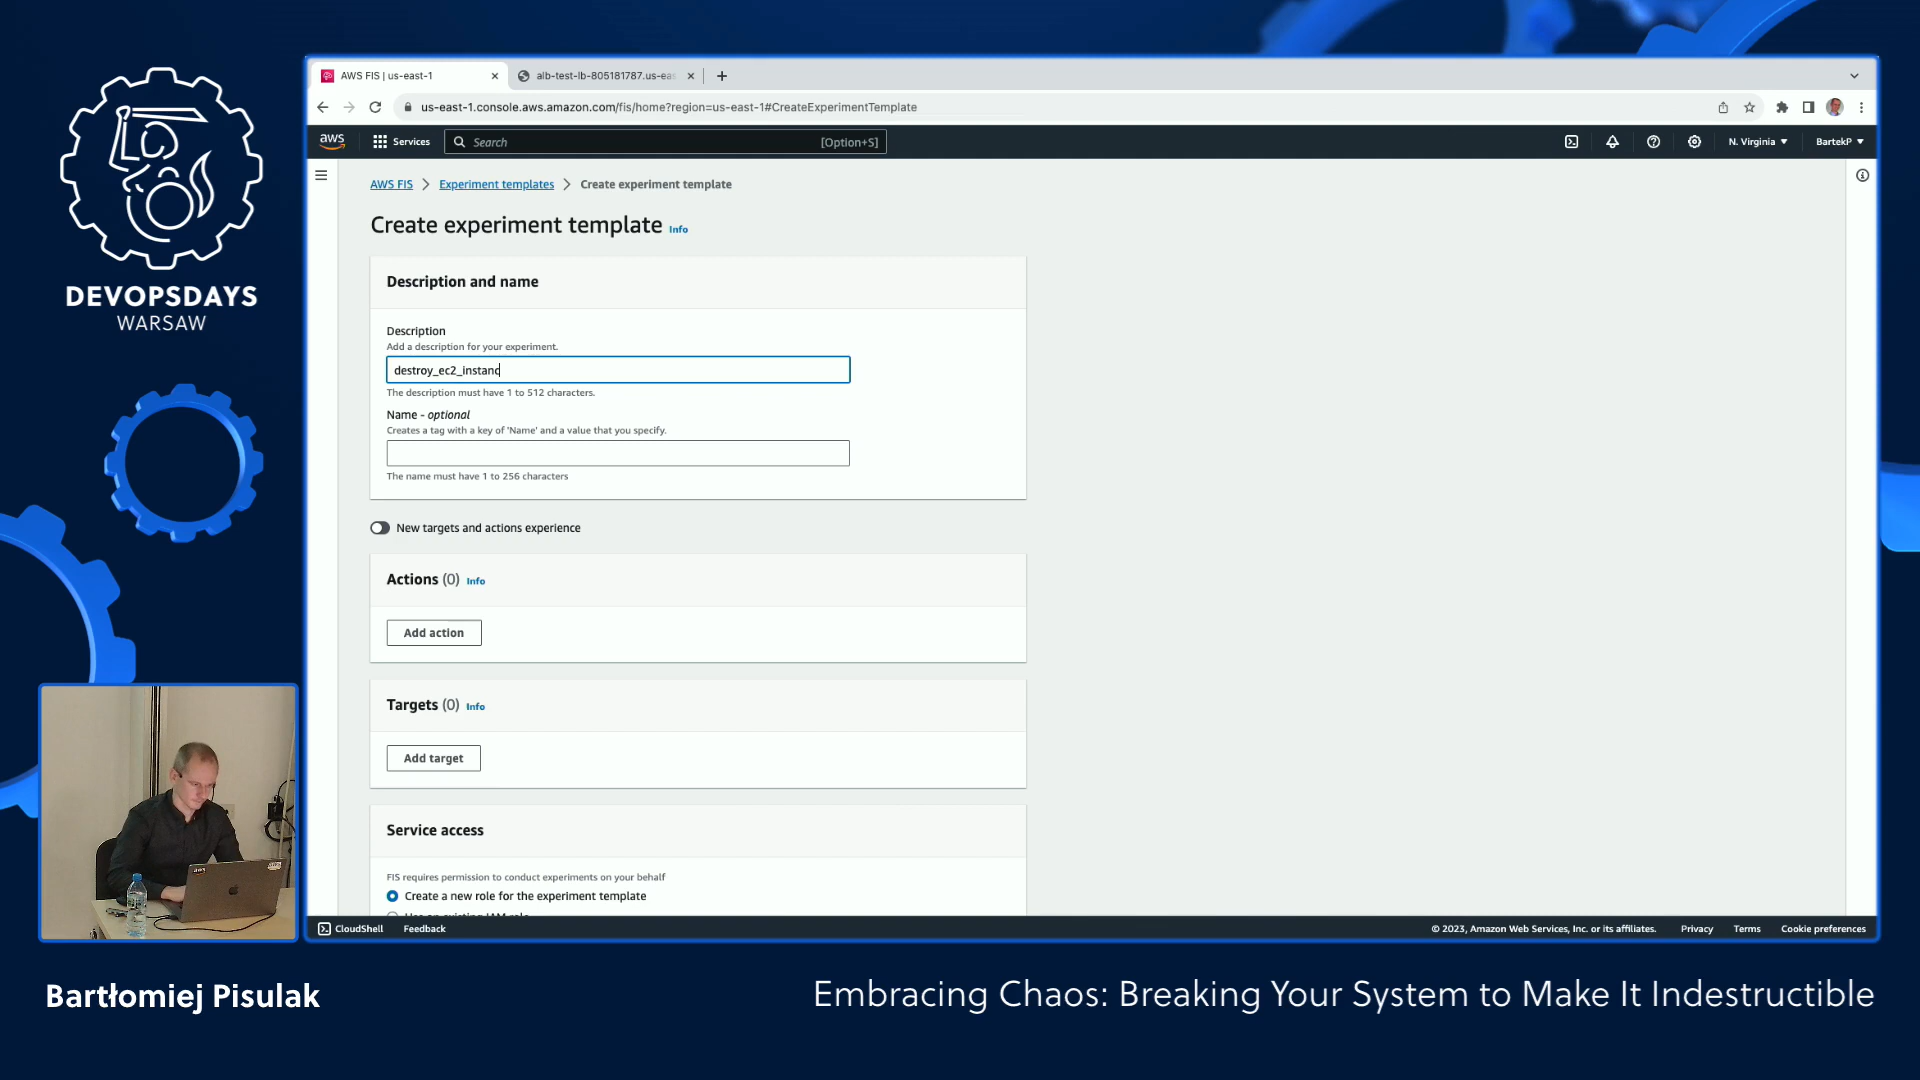 DEVOPSDAYS
WARSAW
AWS FIS | us-east-1
alb-test-lb-805181787.us-eas
us-east-1.console.aws.amazon.com/fis/home?region=us-east-1#CreateExperimentTemplate
aws
Services
Search
[Option+S]
N. Virginia
BartekP
AWS FIS
Experiment templates
Create experiment template
Create experiment template Info
Description and name
Description
Add a description for your experiment.
destroy_ec2_instanc
The description must have 1 to 512 characters.
Name - optional
Creates a tag with a key of 'Name' and a value that you specify.
The name must have 1 to 256 characters
New targets and actions experience
Actions (0) Info
Add action
Targets (0) Info
Add target
Service access
FIS requires permission to conduct experiments on your behalf
Create a new role for the experiment template
CloudShell
Feedback
© 2023, Amazon Web Services, Inc. or its affiliates.
Privacy
Terms
Cookie preferences
Bartłomiej Pisulak
Embracing Chaos: Breaking Your System to Make It Indestructible